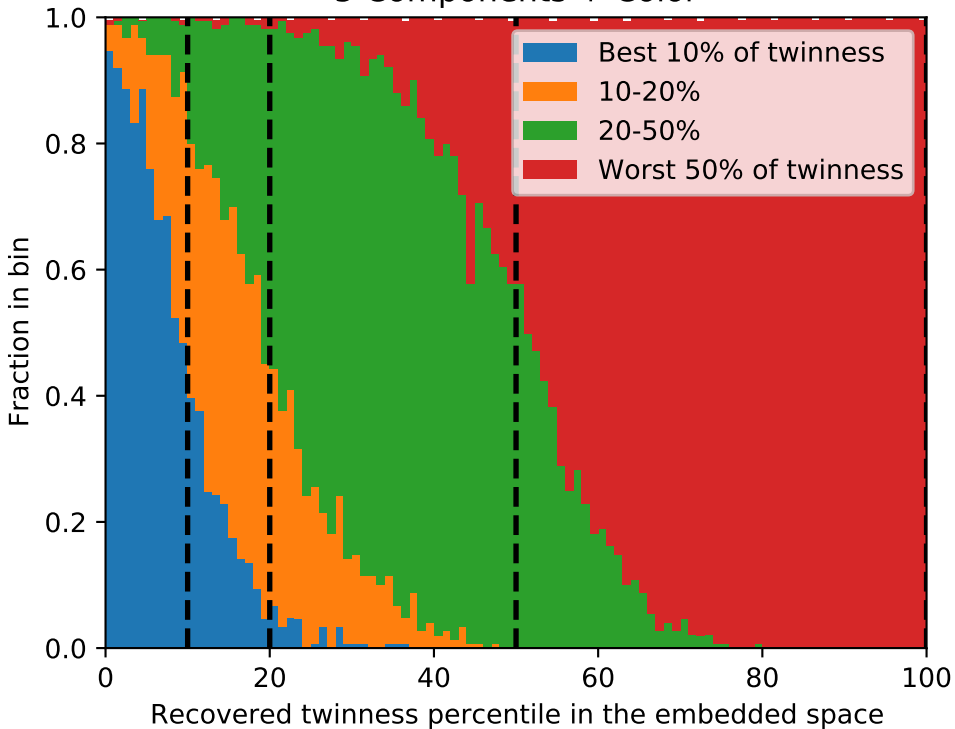 1.0
0.8
0.6
0.4
0.2
0.0
Fraction in bin
Best 10% of twinness
10-20%
20-50%
Worst 50% of twinness
0 20 40 60 80 100
Recovered twinness percentile in the embedded space